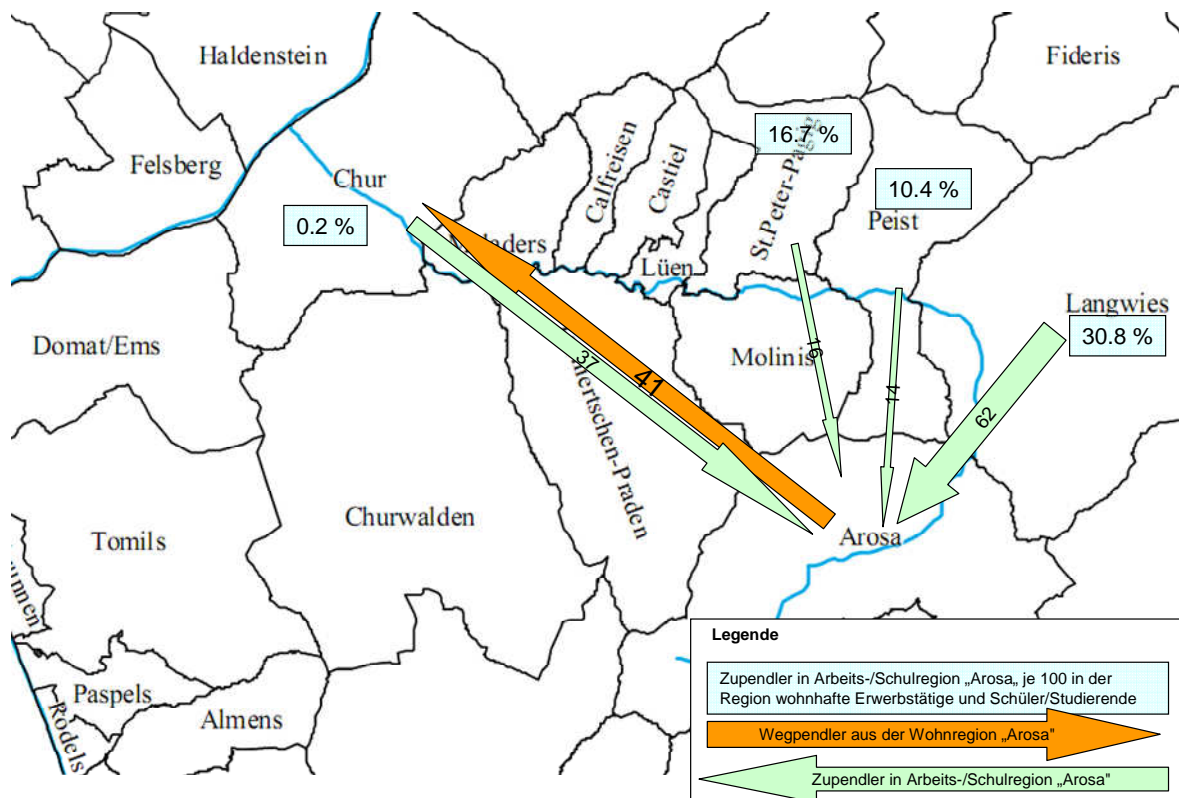 Haldenstein
Fideris
16.7 %
Felsberg
Calfreisen
Castiel
St.Peter-Pagig
Chur
10.4 %
0.2 %
Peist
Lüen
Langwies
30.8 %
Domat/Ems
Molinis
16
14
62
37
41
Churwalden
Arosa
Tomils
Paspels
Almens
Rodels
Legende
Zupendler in Arbeits-/Schulregion „Arosa„ je 100 in der
Region wohnhafte Erwerbstätige und Schüler/Studierende
Wegpendler aus der Wohnregion „Arosa"
Zupendler in Arbeits-/Schulregion „Arosa"